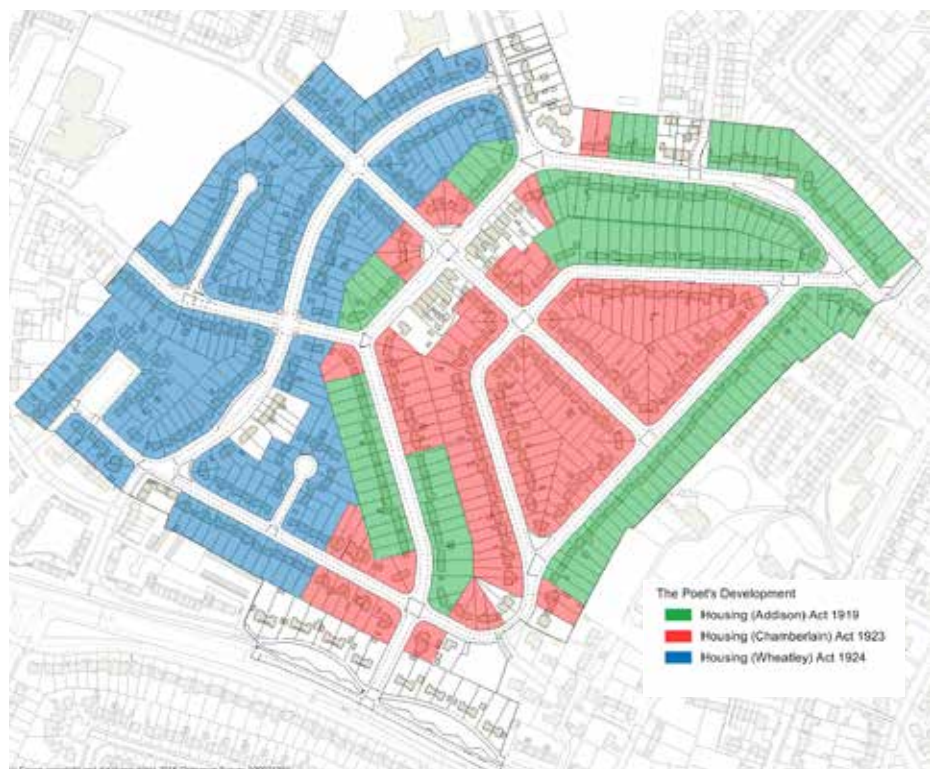 The Poet's Development
Housing (Addison) Act 1919
Housing (Chamberlain) Act 1923
Housing (Wheatley) Act 1924